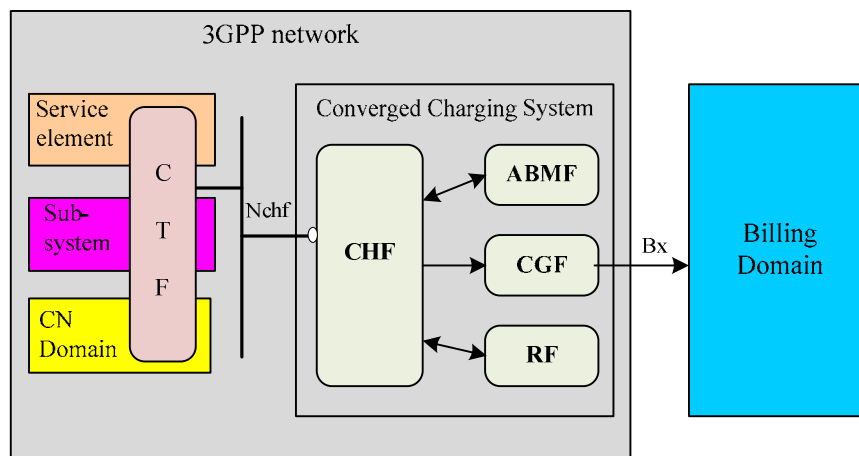 3GPP network
Service
element
Sub-
system
CN
Domain
C
T
F
Nchf
Converged Charging System
CHF
ABMF
CGF
RF
Bx
Billing
Domain